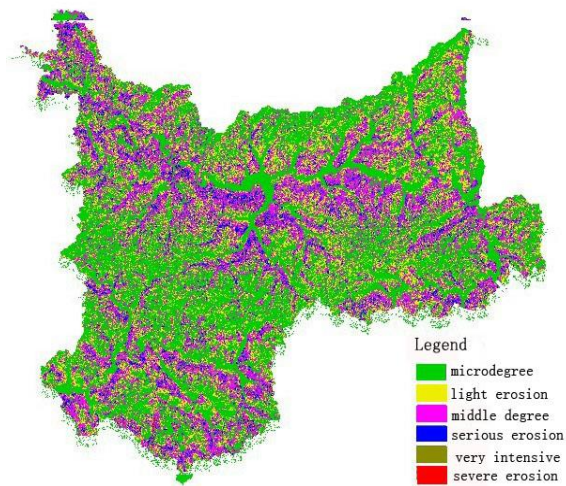 Legend
microdegree
light erosion
middle degree
serious erosion
very intensive
severe erosion